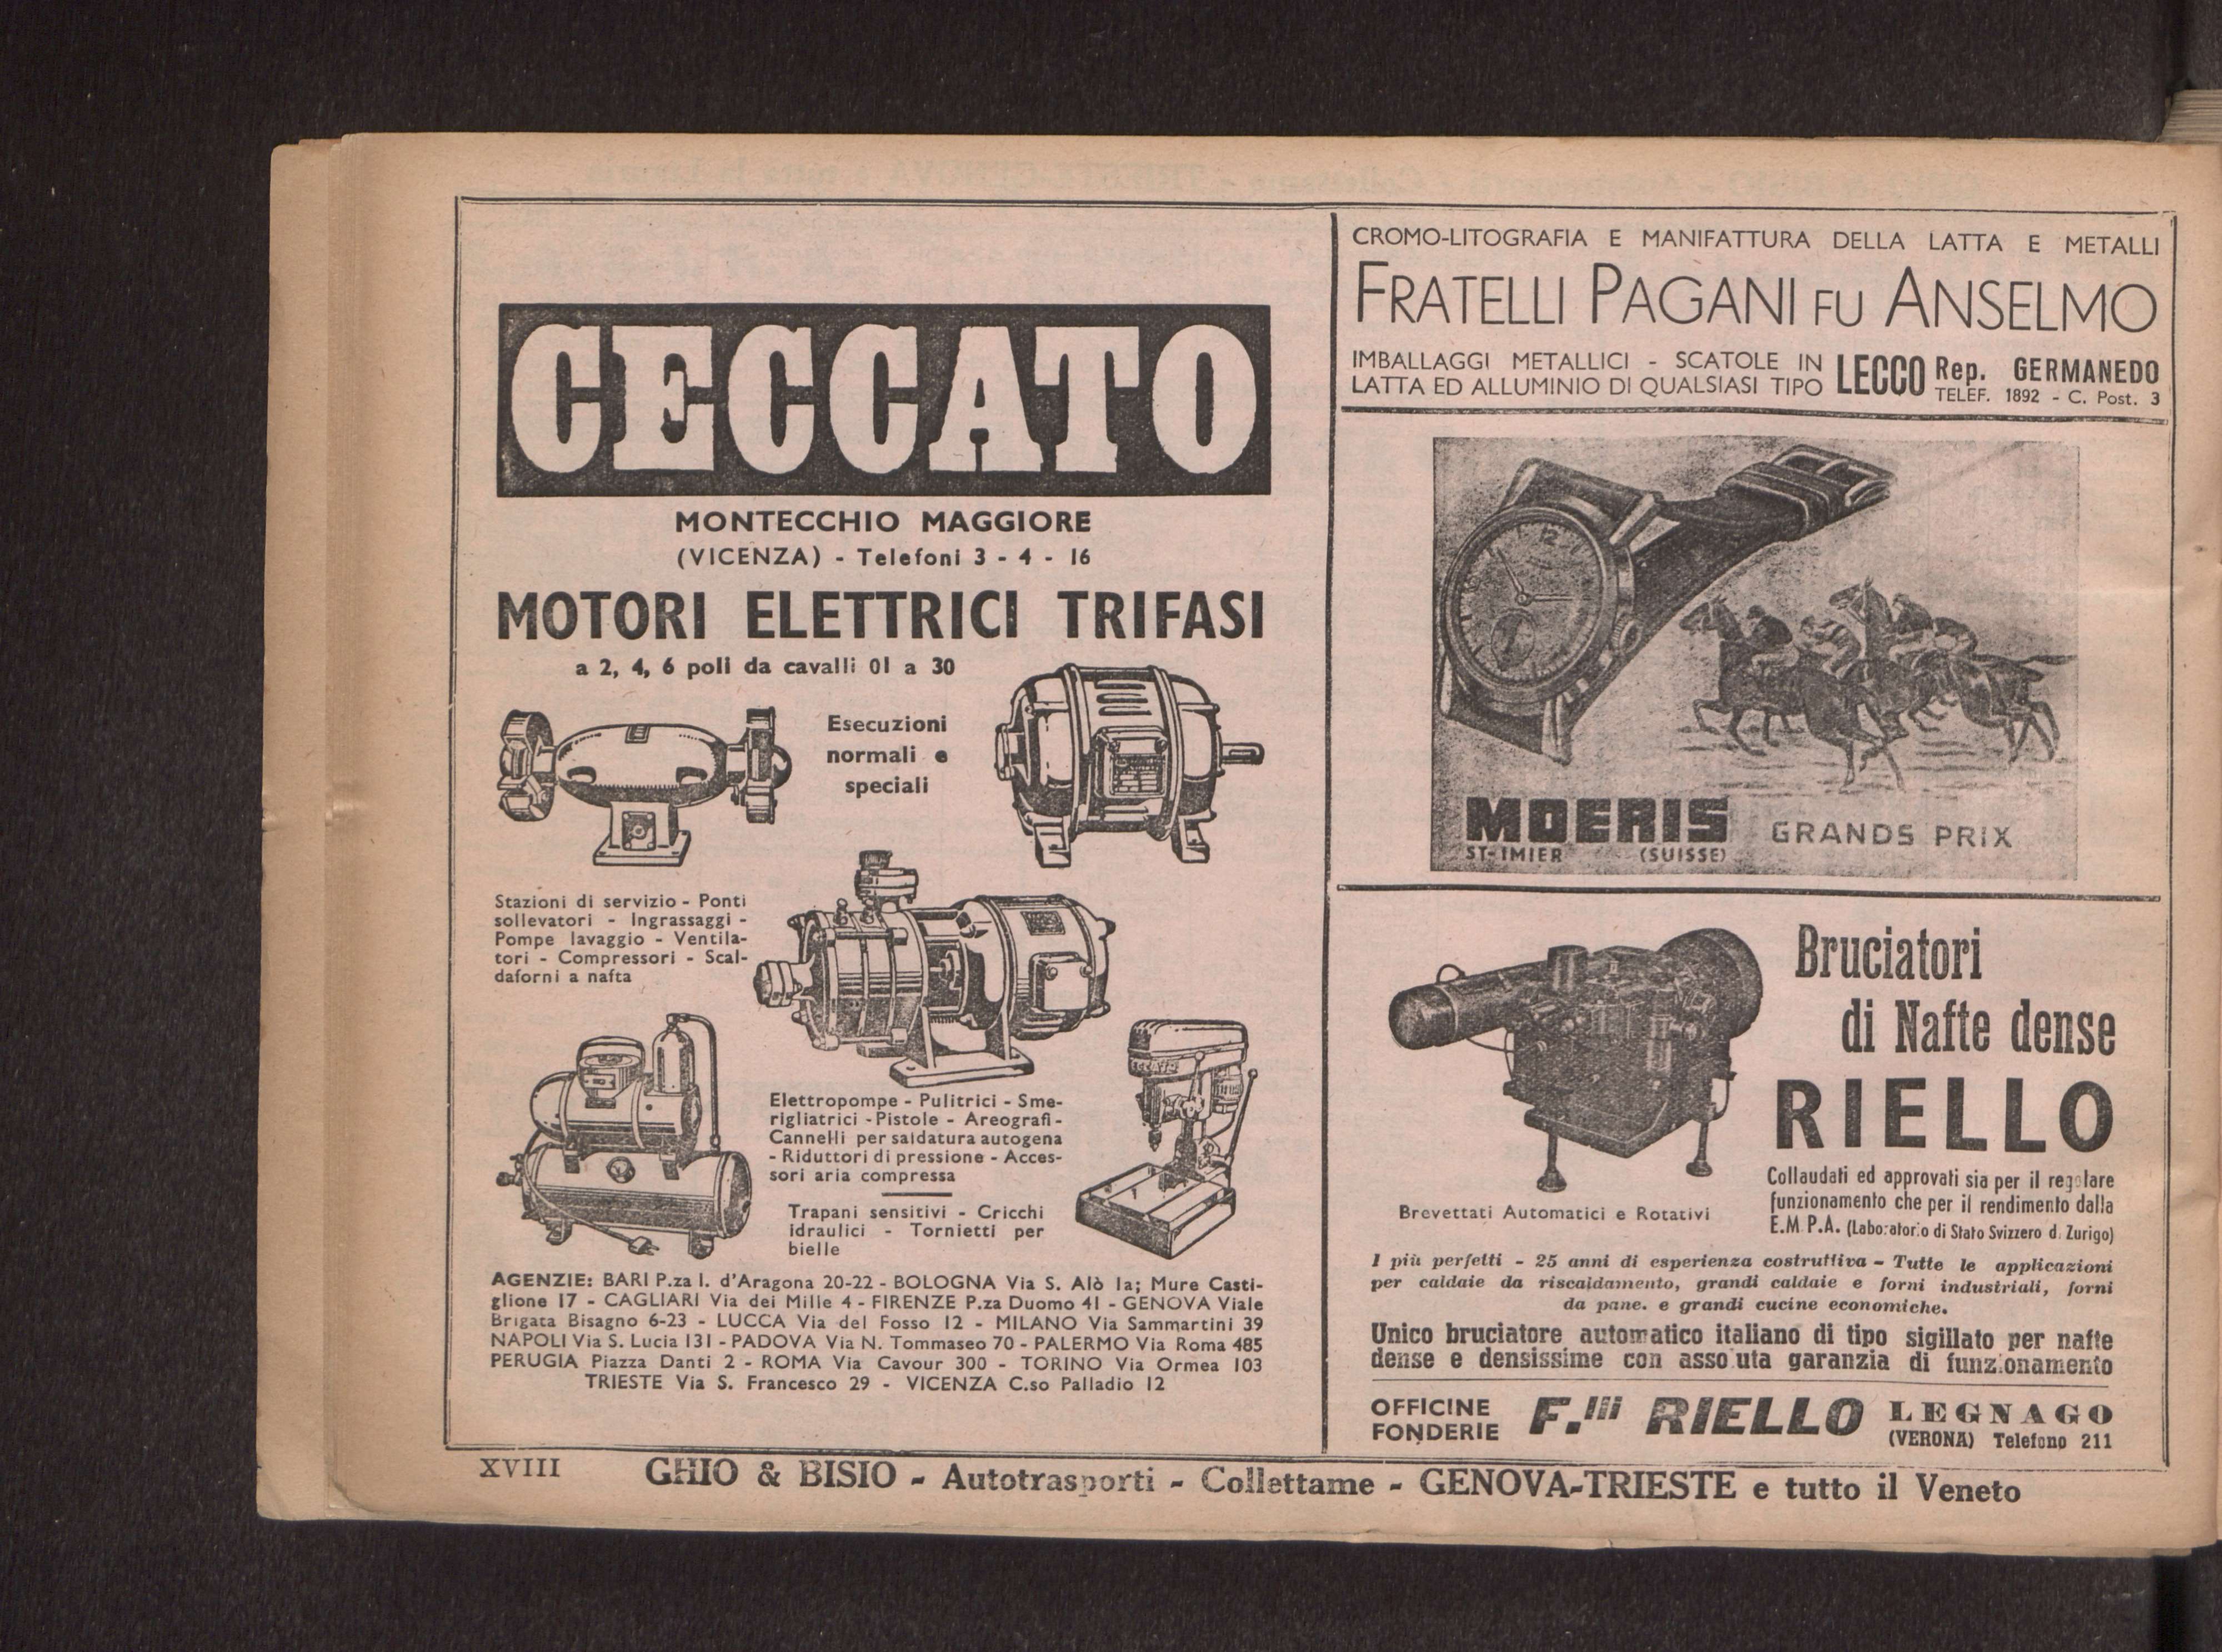 CECCATO
MONTECCHIO MAGGIORE
(VICENZA) - Telefoni 3 - 4 - 16
MOTORI ELETTRICI TRIFASI
a 2, 4, 6 poli da cavalli 01 a 30
Esecuzioni
normali e
speciali
Stazioni di servizio - Ponti
sollevatori - Ingrassaggi -
Pompe lavaggio - Ventila-
tori - Compressori - Scal-
daforni a nafta
CECCATO
Elettropompe - Pulitrici - Sme-
rigliatrici - Pistole - Areografi -
Cannelli per saldatura autogena
- Riduttori di pressione - Acces-
sori aria compressa
Trapani sensitivi - Cricchi
idraulici - Tornietti per
bielle
AGENZIE: BARI P.za I. d'Aragona 20-22 - BOLOGNA Via S. Alò 1a; Mure Casti-
glione 17 - CAGLIARI Via dei Mille 4 - FIRENZE P.za Duomo 41 - GENOVA Viale
Brigata Bisagno 6-23 - LUCCA Via del Fosso 12 - MILANO Via Sammartini 39
NAPOLI Via S. Lucia 131 - PADOVA Via N. Tommaseo 70 - PALERMO Via Roma 485
PERUGIA Piazza Danti 2 - ROMA Via Cavour 300 - TORINO Via Ormea 103
TRIESTE Via S. Francesco 29 - VICENZA C.so Palladio 12
CROMO-LITOGRAFIA E MANIFATTURA DELLA LATTA E METALLI
FRATELLI PAGANI FU ANSELMO
IMBALLAGGI METALLICI - SCATOLE IN
LATTA ED ALLUMINIO DI QUALSIASI TIPO
LECCO
Rep. GERMANEDO
TELEF. 1892 - C. Post. 3
12
MOERIS
ST-IMIER (SUISSE)
GRANDS PRIX
Bruciatori
di Nafte dense
RIELLO
Collaudati ed approvati sia per il regolare
funzionamento che per il rendimento dalla
E.M.P.A. (Laboratorio di Stato Svizzero d. Zurigo)
Brevettati Automatici e Rotativi
I più perfetti - 25 anni di esperienza costruttiva - Tutte le applicazioni
per caldaie da riscaldamento, grandi caldaie e forni industriali, forni
da pane. e grandi cucine economiche.
Unico bruciatore automatico italiano di tipo sigillato per nafte
dense e densissime con assoluta garanzia di funzionamento
OFFICINE
FONDERIE
F.lli RIELLO
LEGNAGO
(VERONA) Telefono 211
XVIII
GHIO & BISIO - Autotrasporti - Collettame - GENOVA-TRIESTE e tutto il Veneto